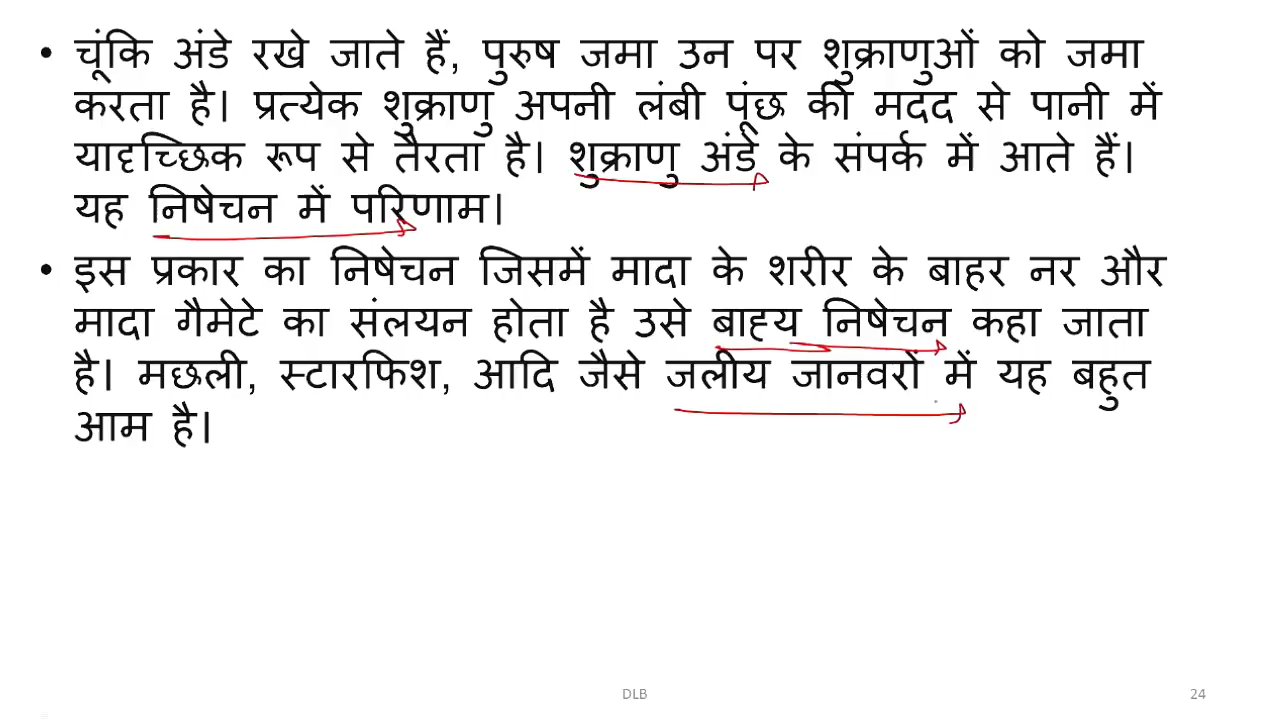 • चूंकि अंडे रखे जाते हैं, पुरुष जमा उन पर शुक्राणुओं को जमा
करता है। प्रत्येक शुक्राणु अपनी लंबी पूंछ की मदद से पानी में
यादृच्छिक रूप से तैरता है। शुक्राणु अंडे के संपर्क में आते हैं।
यह निषेचन में परिणाम।
• इस प्रकार का निषेचन जिसमें मादा के शरीर के बाहर नर और
मादा गैमेटे का संलयन होता है उसे बाह्य निषेचन कहा जाता
है। मछली, स्टारफिश, आदि जैसे जलीय जानवरों में यह बहुत
आम है।
DLB
24